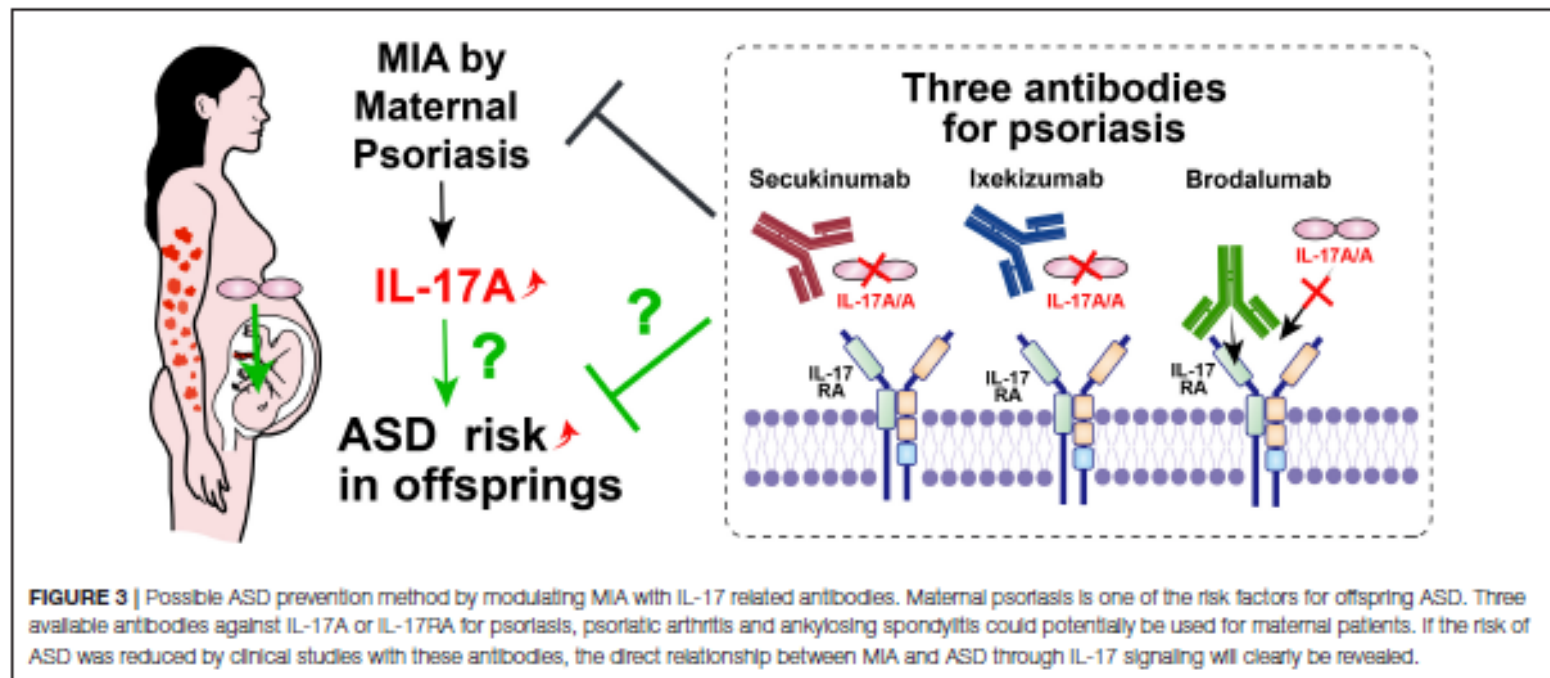 MIA by
Maternal
Psoriasis
IL-17A
?
ASD risk
in offsprings
?
Three antibodies
for psoriasis
Secukinumab
Ixekizumab
Brodalumab
IL-17A/A
IL-17A/A
IL-17A/A
IL-17
RA
IL-17
RA
IL-17
RA
FIGURE 3 | Possible ASD prevention method by modulating MIA with IL-17 related antibodies. Maternal psoriasis is one of the risk factors for offspring ASD. Three
available antibodies against IL-17A or IL-17RA for psoriasis, psoriatic arthritis and ankylosing spondylitis could potentially be used for maternal patients. If the risk of
ASD was reduced by clinical studies with these antibodies, the direct relationship between MIA and ASD through IL-17 signaling will clearly be revealed.